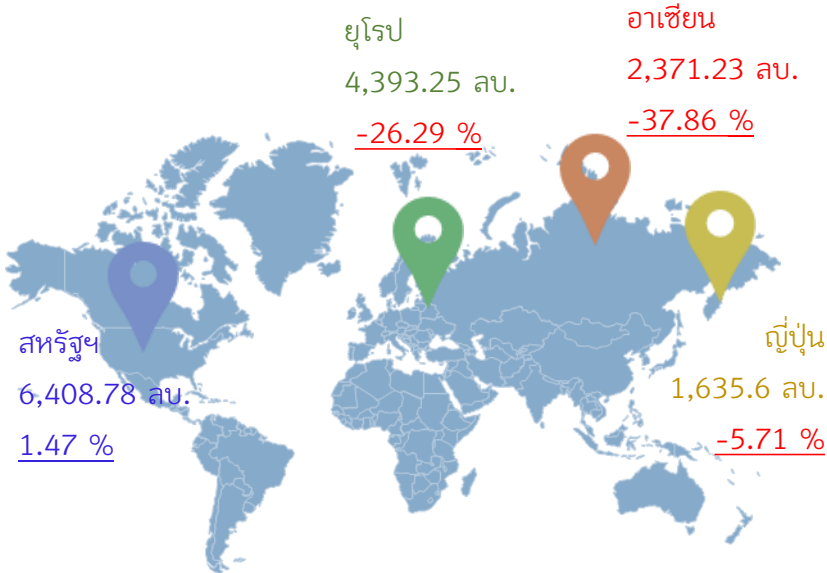 ยุโรป
4,393.25 ลบ.
-26.29 %
อาเซียน
2,371.23 ลบ.
-37.86 %
สหรัฐฯ
6,408.78 ลบ.
1.47 %
ญี่ปุ่น
1,635.6 ลบ.
-5.71 %